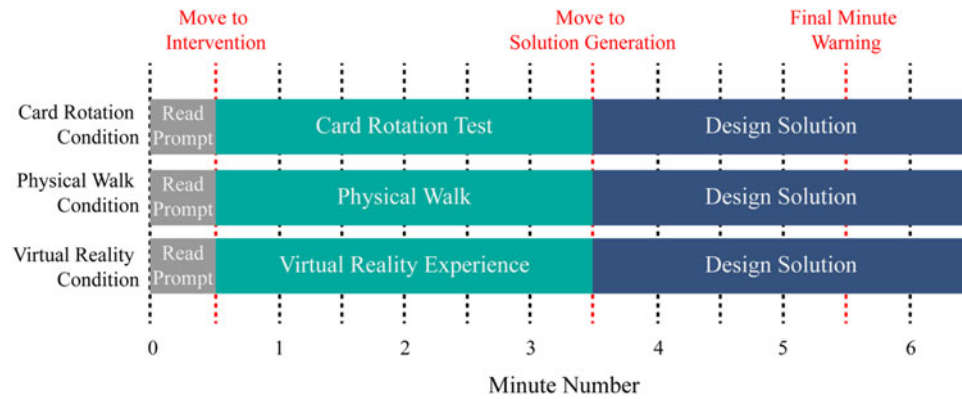 Move to
Intervention
Move to
Solution Generation
Final Minute
Warning
Card Rotation
Condition
Read
Prompt
Card Rotation Test
Design Solution
Physical Walk
Condition
Read
Prompt
Physical Walk
Design Solution
Virtual Reality
Condition
Read
Prompt
Virtual Reality Experience
Design Solution
0 1 2 3 4 5 6
Minute Number